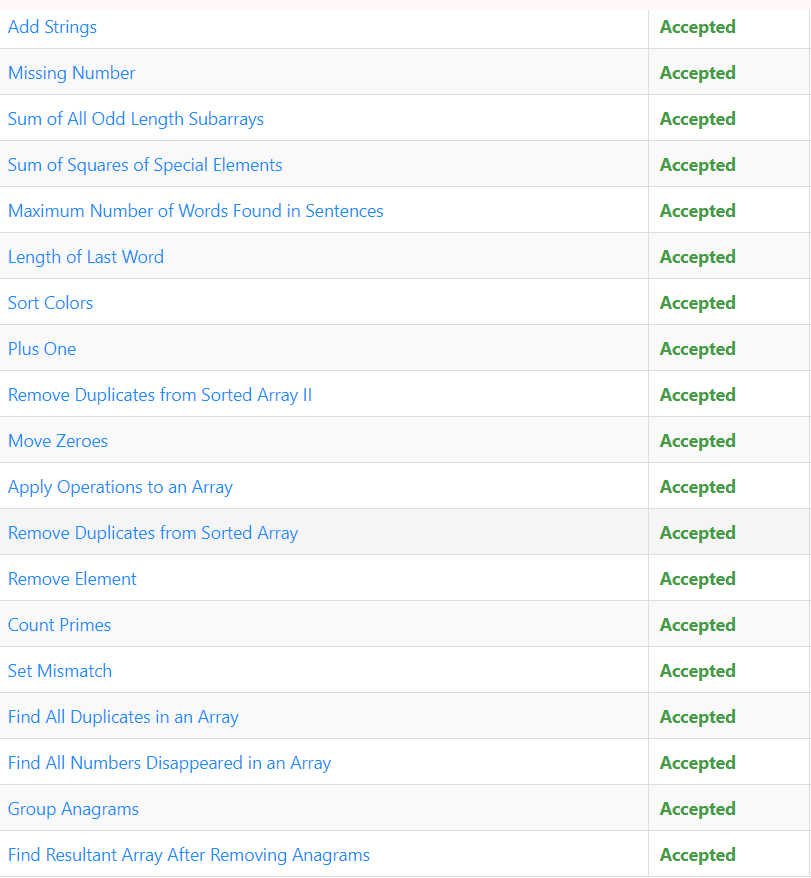 Add Strings Accepted
Missing Number Accepted
Sum of All Odd Length Subarrays Accepted
Sum of Squares of Special Elements Accepted
Maximum Number of Words Found in Sentences Accepted
Length of Last Word Accepted
Sort Colors Accepted
Plus One Accepted
Remove Duplicates from Sorted Array II Accepted
Move Zeroes Accepted
Apply Operations to an Array Accepted
Remove Duplicates from Sorted Array Accepted
Remove Element Accepted
Count Primes Accepted
Set Mismatch Accepted
Find All Duplicates in an Array Accepted
Find All Numbers Disappeared in an Array Accepted
Group Anagrams Accepted
Find Resultant Array After Removing Anagrams Accepted